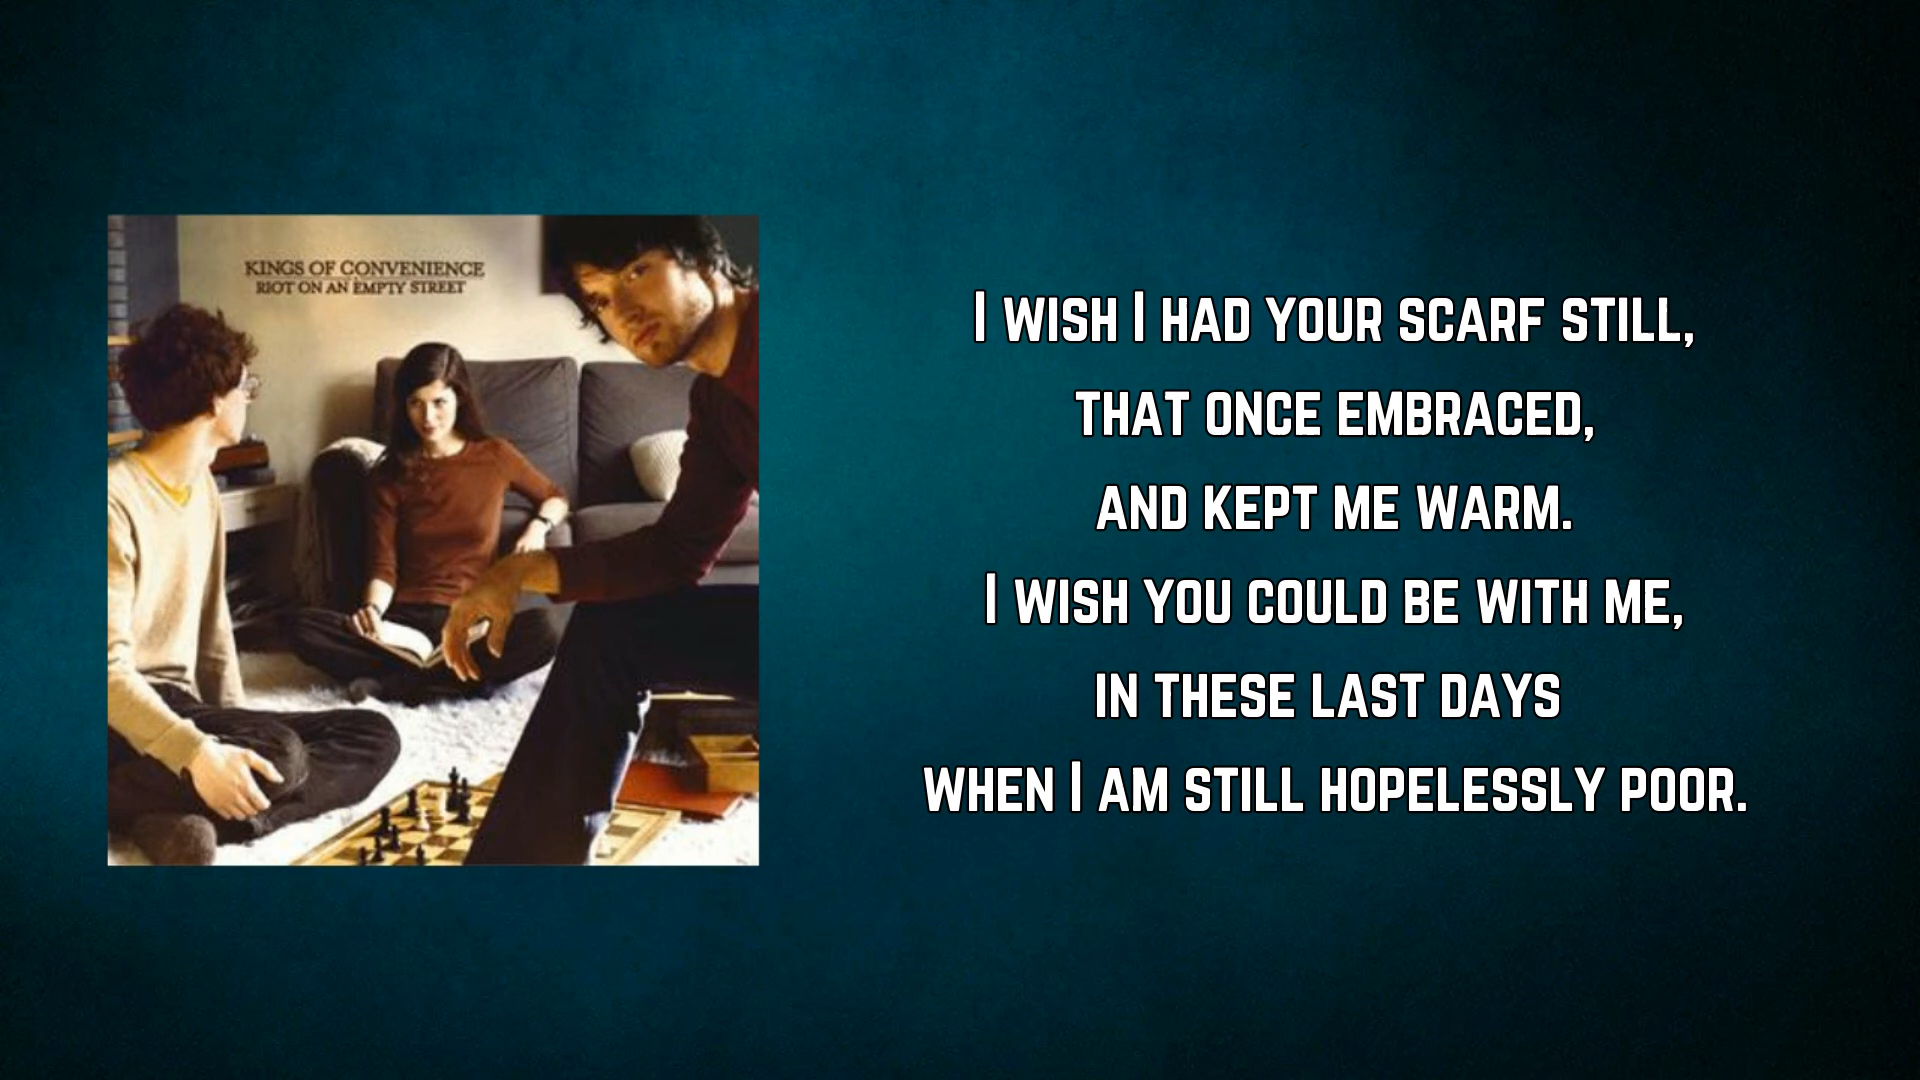 KINGS OF CONVENIENCE
RIOT ON AN EMPTY STREET
I WISH I HAD YOUR SCARF STILL,
THAT ONCE EMBRACED,
AND KEPT ME WARM.
I WISH YOU COULD BE WITH ME,
IN THESE LAST DAYS
WHEN I AM STILL HOPELESSLY POOR.